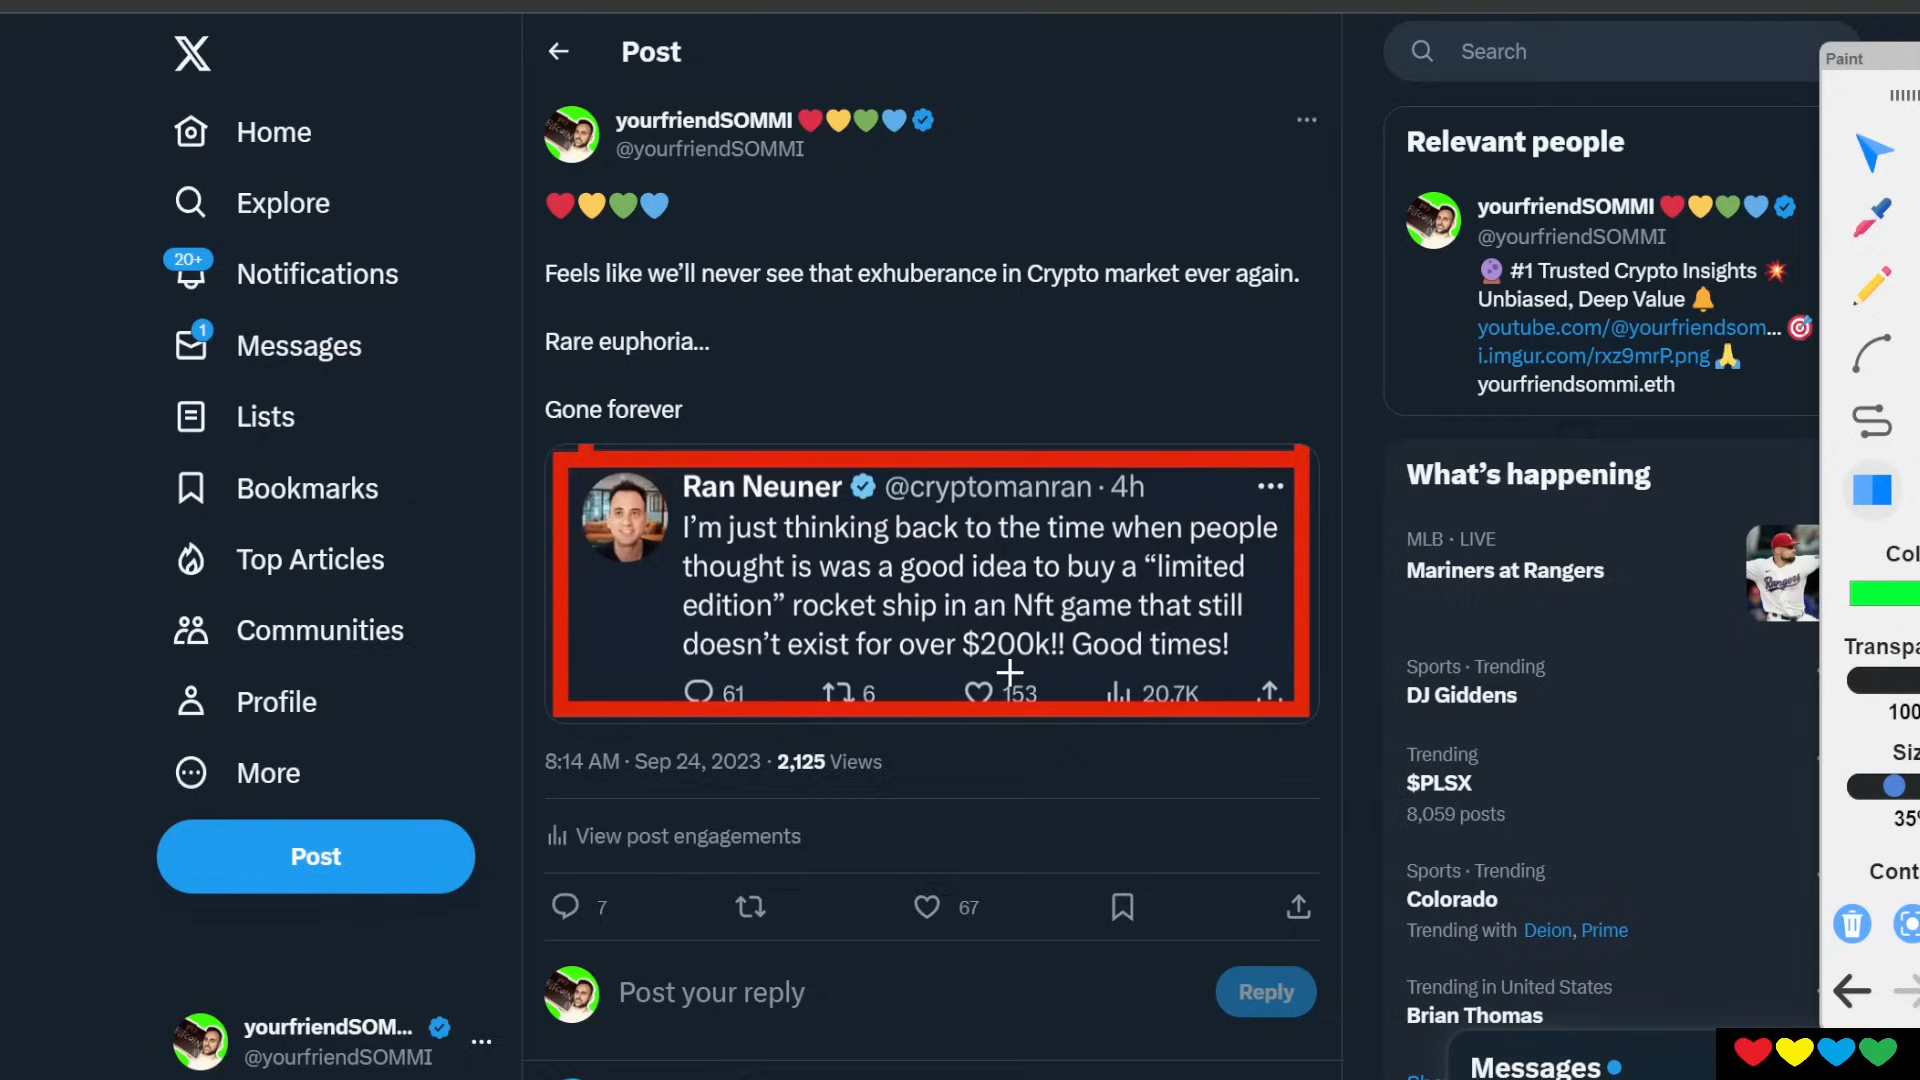 Home
Explore
20+
Notifications
1
Messages
Lists
Bookmarks
Top Articles
Communities
Profile
More
Post
yourfriendSOM...
@yourfriendSOMMI
Post
yourfriendSOMMI
@yourfriendSOMMI
Feels like we’ll never see that exhuberance in Crypto market ever again.
Rare euphoria...
Gone forever
Ran Neuner @cryptomanran · 4h
I’m just thinking back to the time when people
thought is was a good idea to buy a “limited
edition” rocket ship in an Nft game that still
doesn’t exist for over $200k!! Good times!
61 6 153 20.7K
8:14 AM · Sep 24, 2023 · 2,125 Views
View post engagements
7 67
Post your reply
Reply
Search
Relevant people
yourfriendSOMMI
@yourfriendSOMMI
#1 Trusted Crypto Insights
Unbiased, Deep Value
youtube.com/@yourfriendsom...
i.imgur.com/rxz9mrP.png
yourfriendsommi.eth
What’s happening
MLB · LIVE
Mariners at Rangers
Sports · Trending
DJ Giddens
Trending
$PLSX
8,059 posts
Sports · Trending
Colorado
Trending with Deion, Prime
Trending in United States
Brian Thomas
Messages
Paint
Col
Transpa
100
Siz
35
Cont